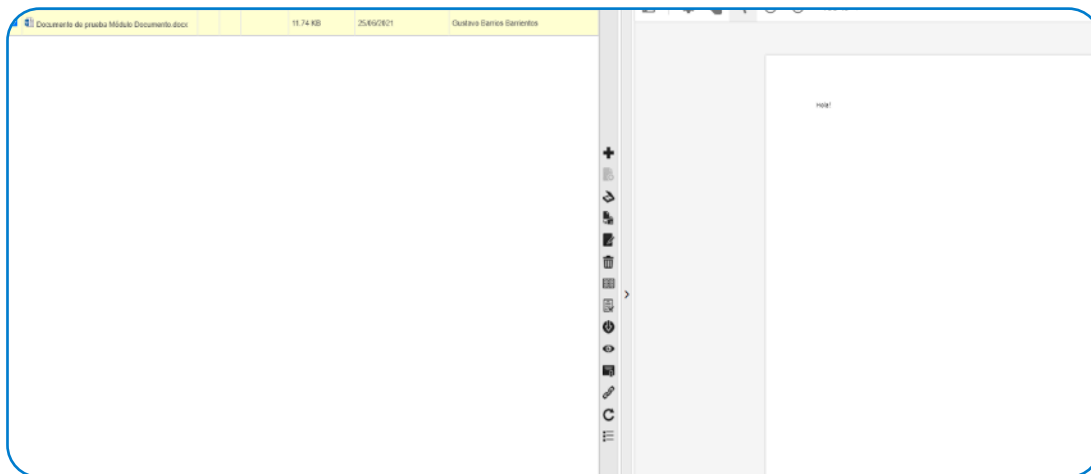 Documento de prueba Módulo Documento.docx 11.74 KB 25/06/2021 Gustavo Barrios Barrientos
Hola!